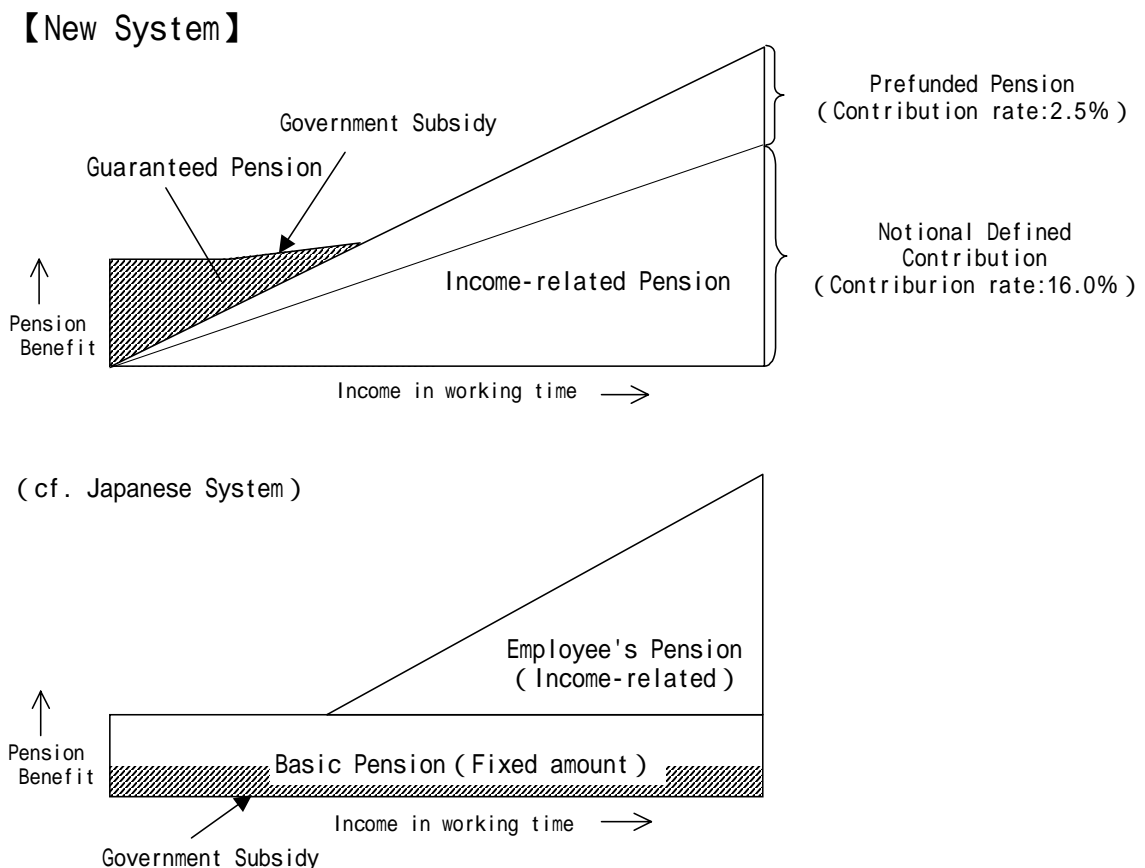 【New System】
Prefunded Pension
(Contribution rate:2.5%)
Government Subsidy
Guaranteed Pension
Notional Defined
Contribution
(Contriburion rate:16.0%)
Income-related Pension
Pension
Benefit
Income in working time
(cf. Japanese System)
Employee's Pension
(Income-related)
Pension
Benefit
Basic Pension(Fixed amount)
Income in working time
Government Subsidy